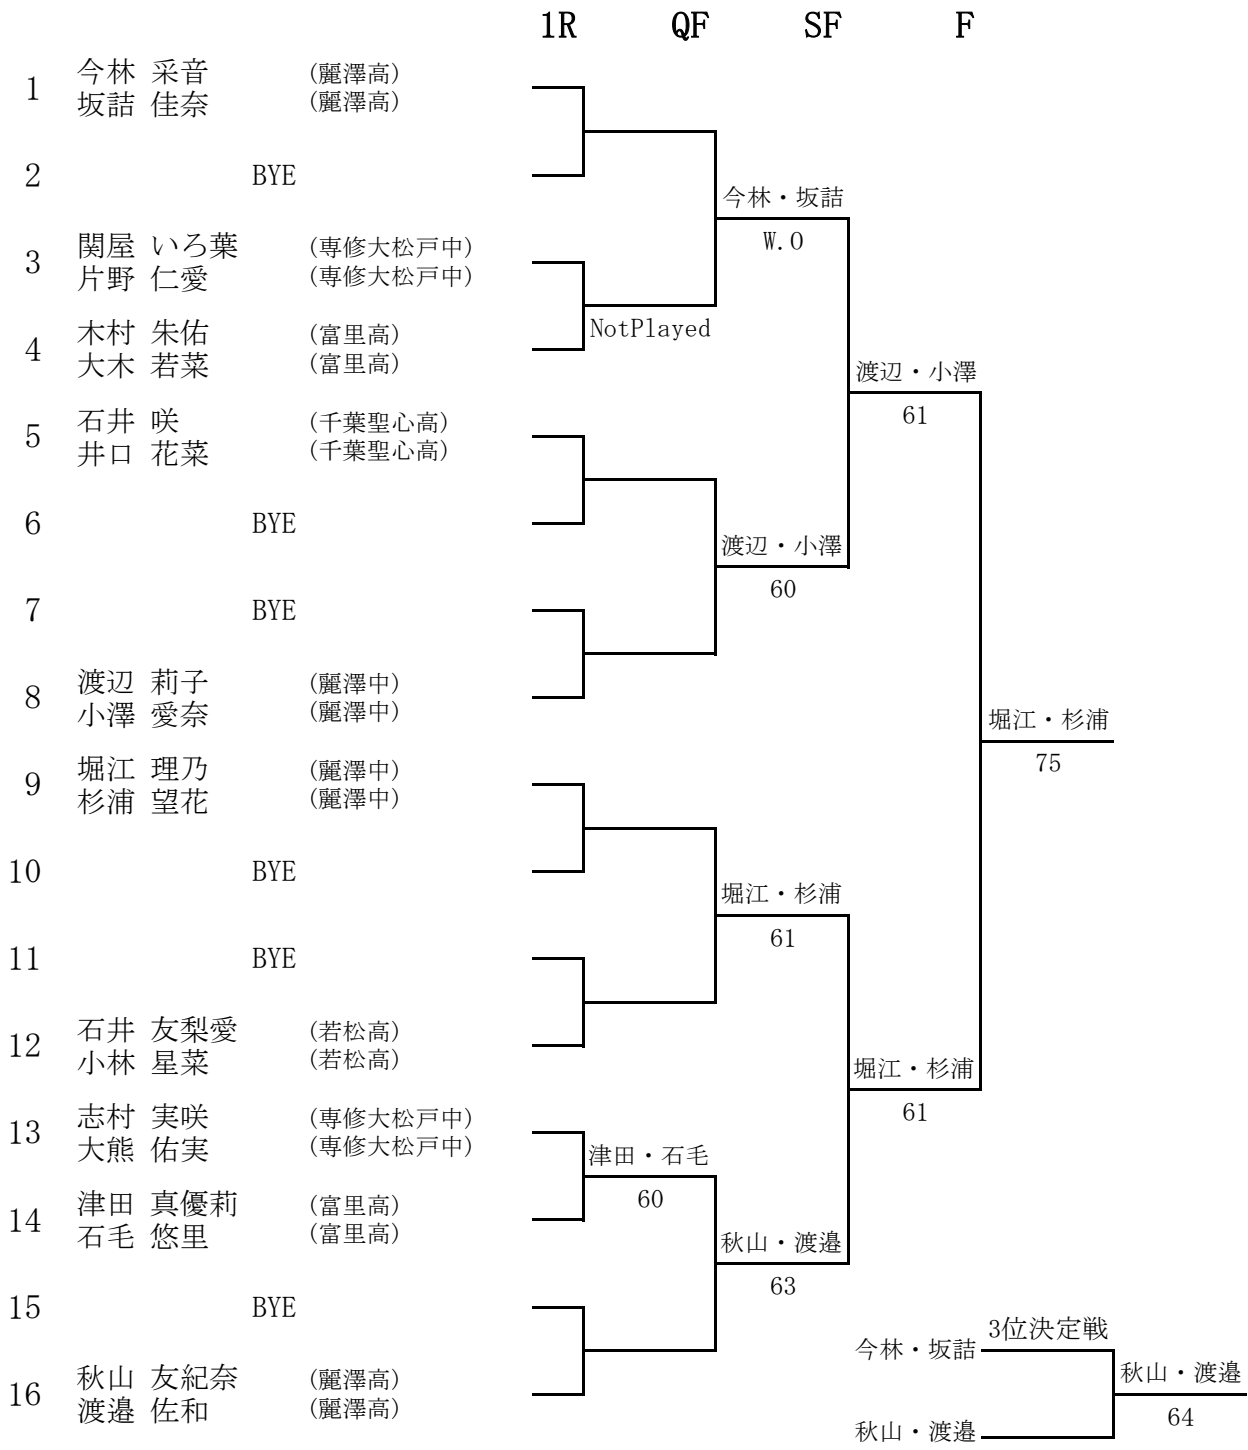 1R QF SF F
1 今林 采音 (麗澤高)
坂詰 佳奈 (麗澤高)
2 BYE
今林・坂詰
W.O
3 関屋 いろ葉 (専修大松戸中)
片野 仁愛 (専修大松戸中)
NotPlayed
4 木村 朱佑 (富里高)
大木 若菜 (富里高)
渡辺・小澤
61
5 石井 咲 (千葉聖心高)
井口 花菜 (千葉聖心高)
6 BYE
渡辺・小澤
60
7 BYE
8 渡辺 莉子 (麗澤中)
小澤 愛奈 (麗澤中)
堀江・杉浦
75
9 堀江 理乃 (麗澤中)
杉浦 望花 (麗澤中)
10 BYE
堀江・杉浦
61
11 BYE
12 石井 友梨愛 (若松高)
小林 星菜 (若松高)
堀江・杉浦
61
13 志村 実咲 (専修大松戸中)
大熊 佑実 (専修大松戸中)
津田・石毛
60
14 津田 真優莉 (富里高)
石毛 悠里 (富里高)
秋山・渡邉
63
15 BYE
16 秋山 友紀奈 (麗澤高)
渡邉 佐和 (麗澤高)
3位決定戦
今林・坂詰
秋山・渡邉
64
秋山・渡邉